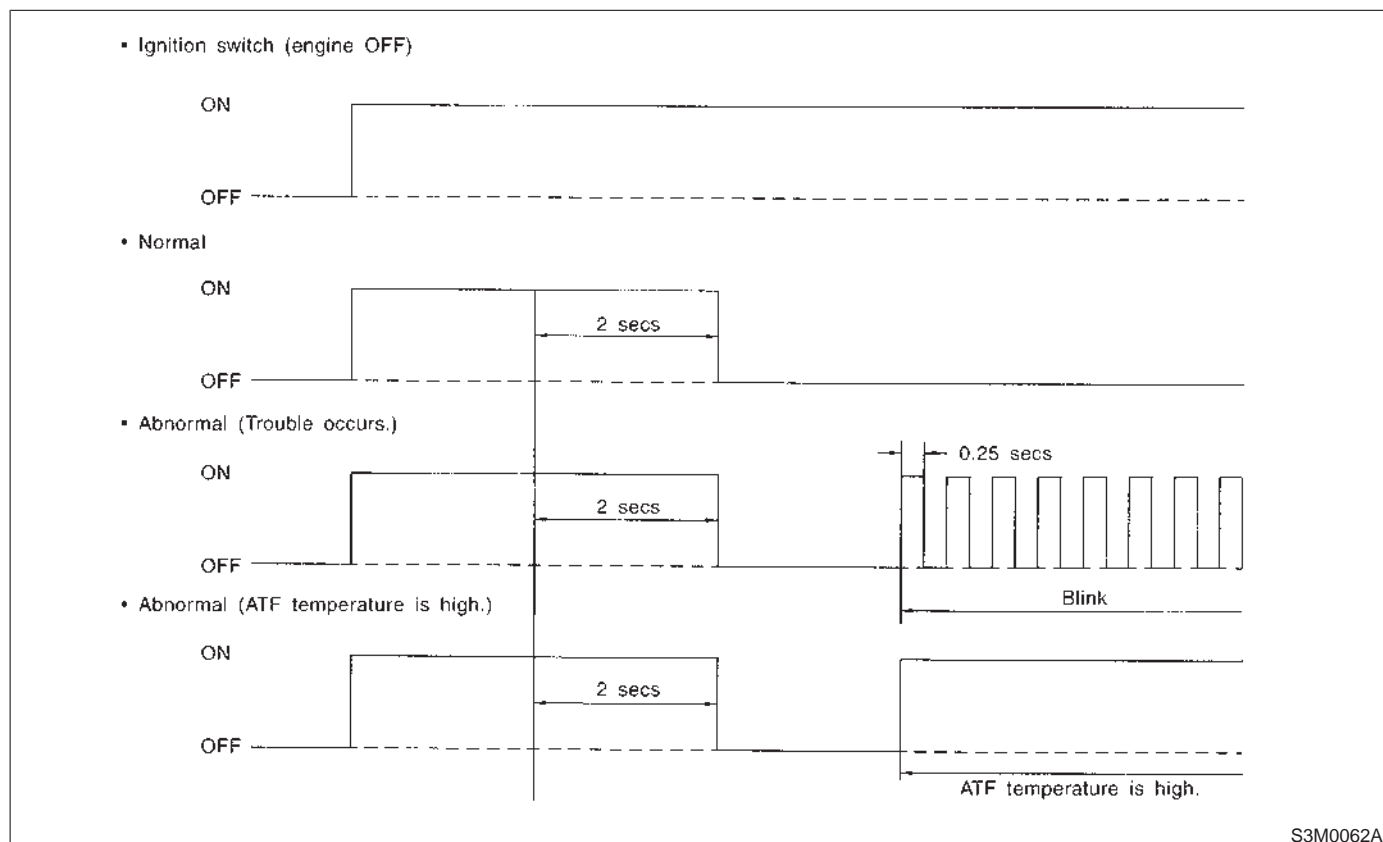 ▪ Ignition switch (engine OFF)
ON
OFF
• Normal
ON
2 secs
OFF
▪ Abnormal (Trouble occurs.)
0.25 secs
ON
2 secs
OFF
Blink
• Abnormal (ATF temperature is high.)
ON
2 secs
OFF
ATF temperature is high.
S3M0062A